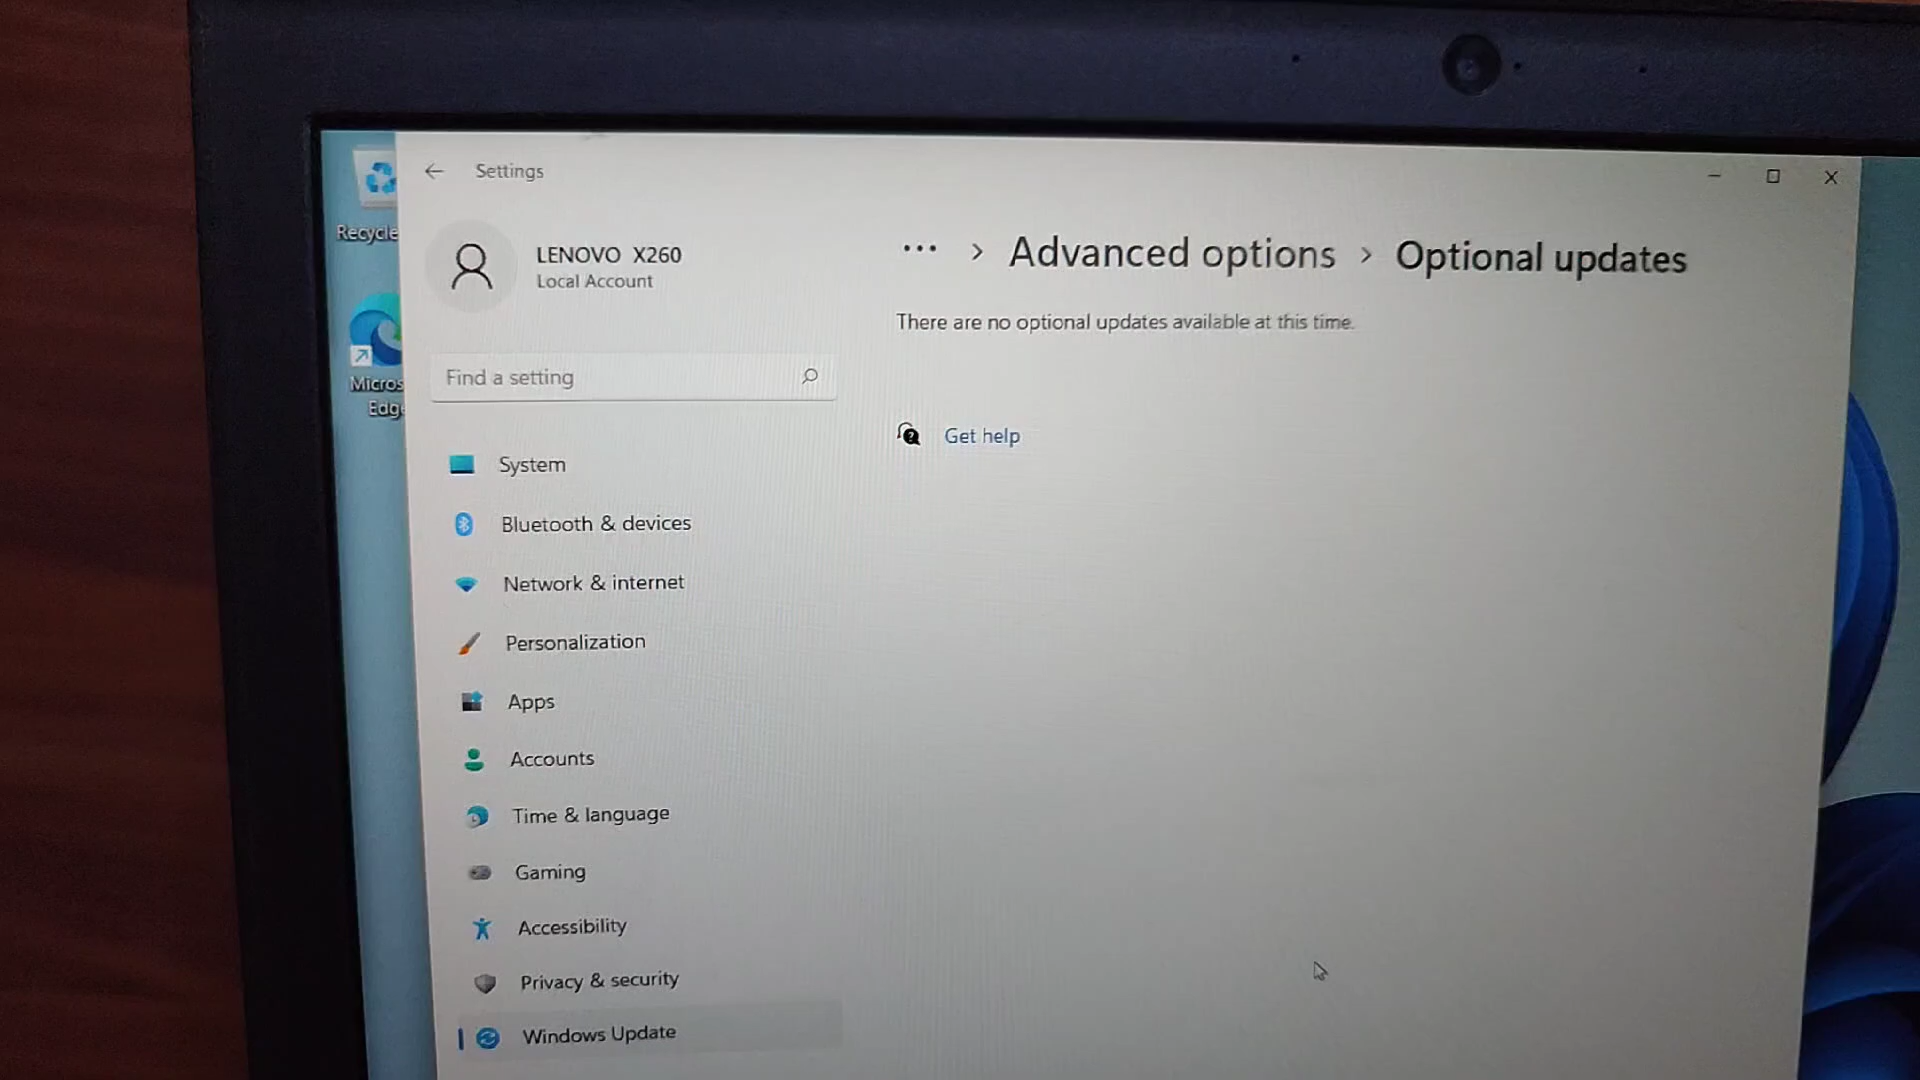 Recycle
Micros
Edge
Settings
LENOVO X260
Local Account
Find a setting
System
Bluetooth & devices
Network & internet
Personalization
Apps
Accounts
Time & language
Gaming
Accessibility
Privacy & security
Windows Update
... > Advanced options > Optional updates
There are no optional updates available at this time.
Get help